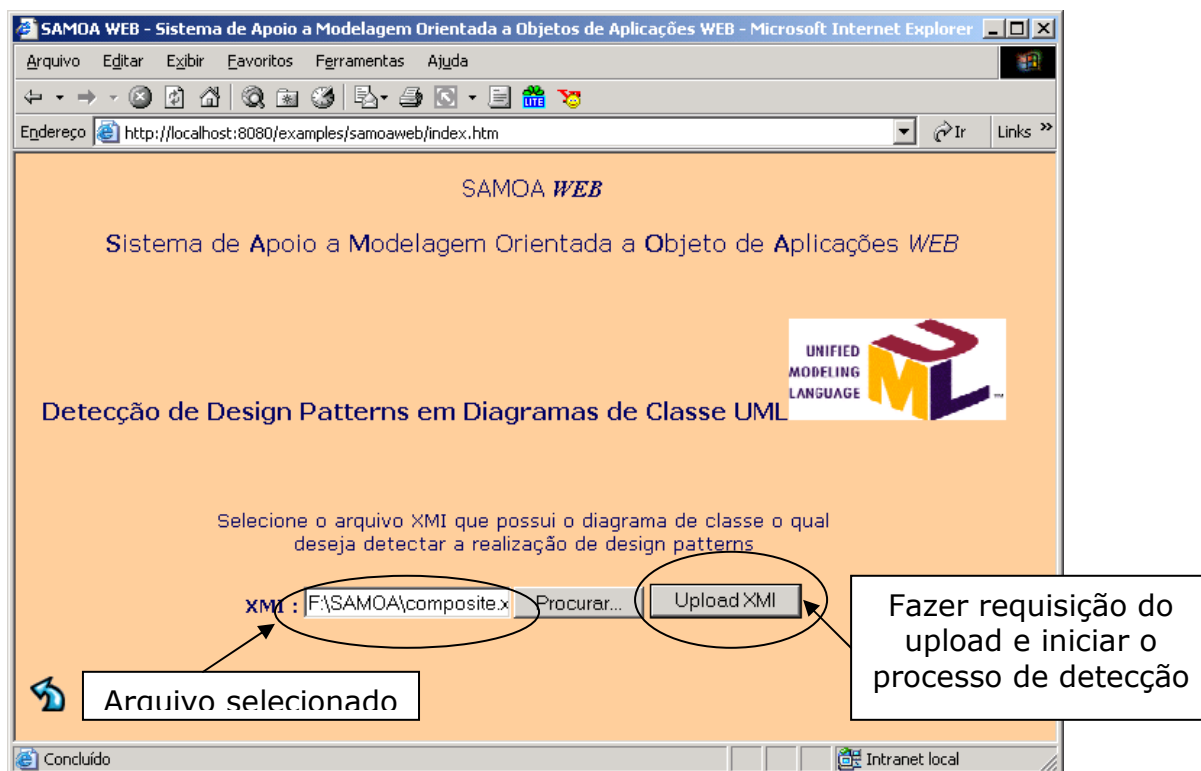 SAMOA WEB - Sistema de Apoio a Modelagem Orientada a Objetos de Aplicações WEB - Microsoft Internet Explorer
Arquivo Editar Exibir Favoritos Ferramentas Ajuda
LITE
Endereço http://localhost:8080/examples/samoaweb/index.htm Ir Links »
SAMOA WEB
Sistema de Apoio a Modelagem Orientada a Objeto de Aplicações WEB
UNIFIED
MODELING
LANGUAGE
UML
TM
Detecção de Design Patterns em Diagramas de Classe UML
Selecione o arquivo XMI que possui o diagrama de classe o qual
deseja detectar a realização de design patterns
XMI : F:\SAMOA\composite.x Procurar... Upload XMI
Fazer requisição do
upload e iniciar o
processo de detecção
Arquivo selecionado
Concluído Intranet local